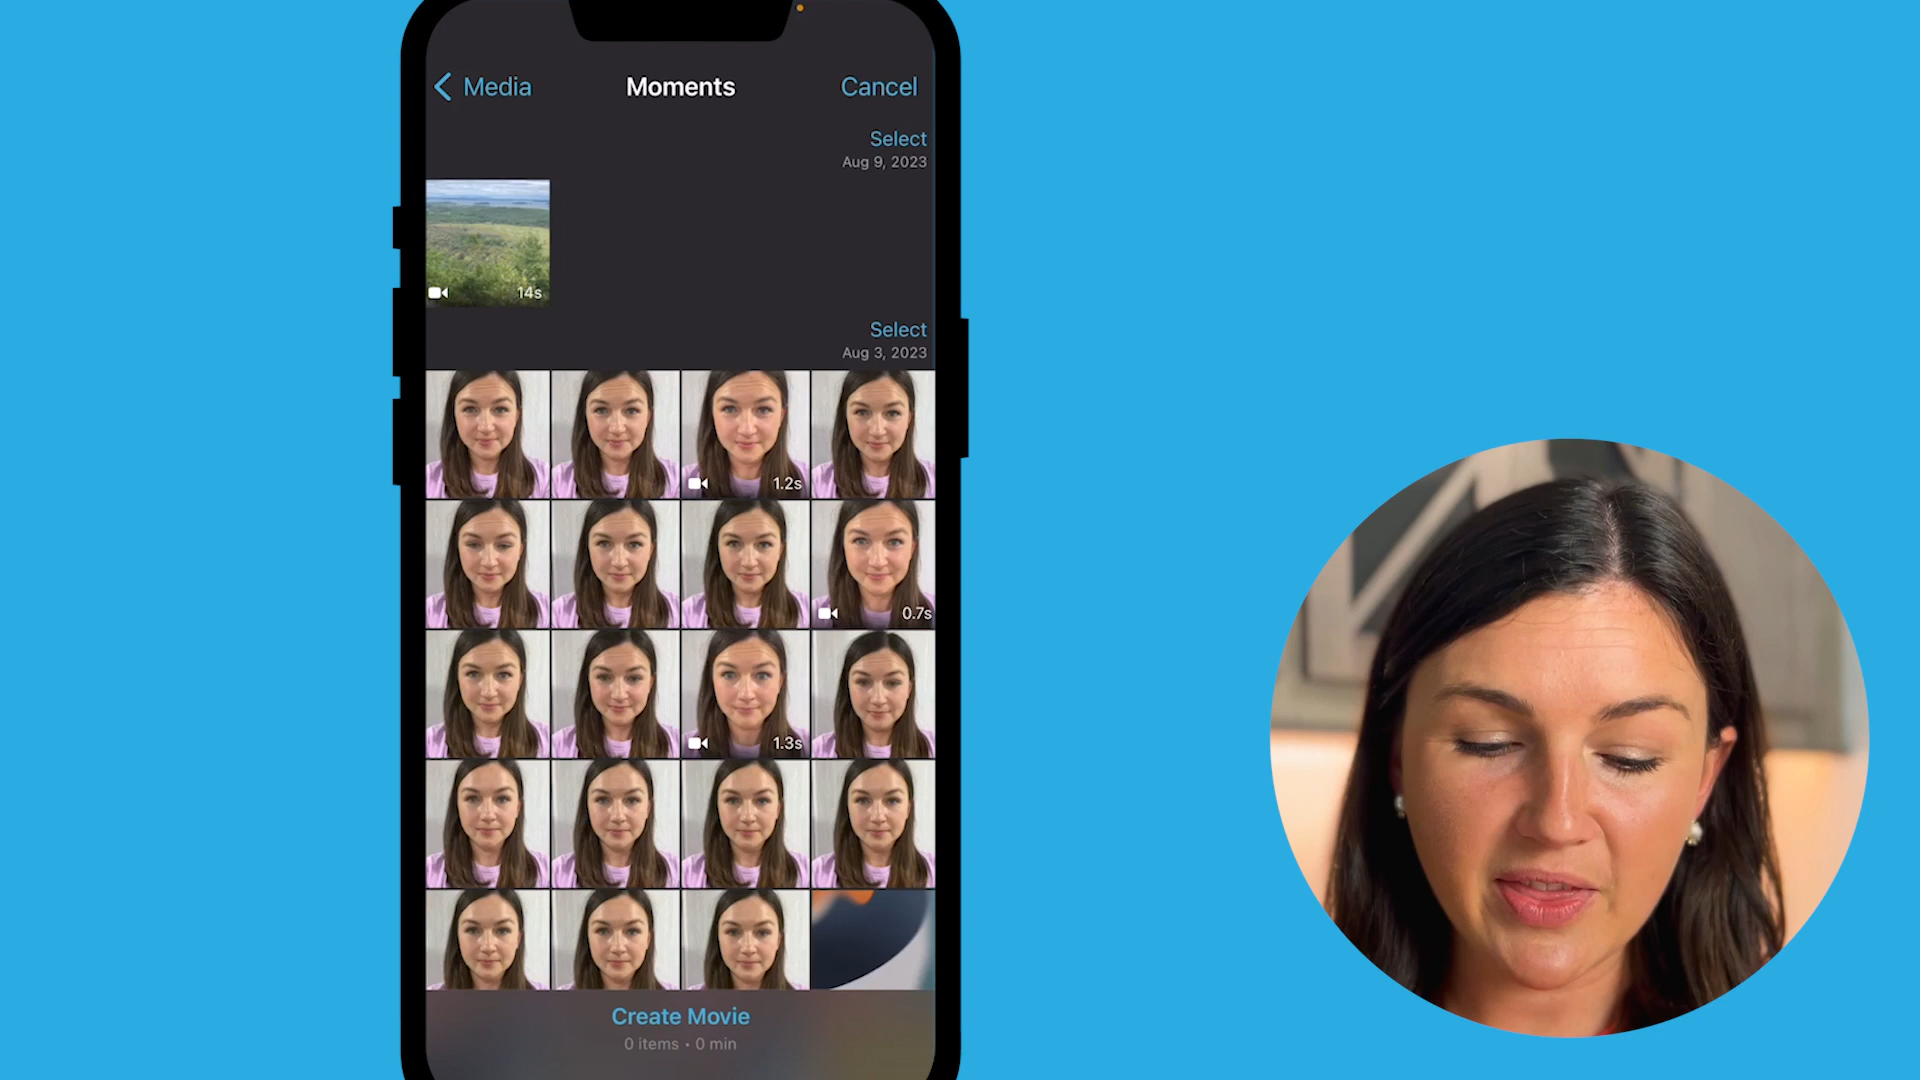 Media
Moments
Cancel
Select
Aug 9, 2023
14s
Select
Aug 3, 2023
1.2s
0.7s
1.3s
Create Movie
0 items • 0 min